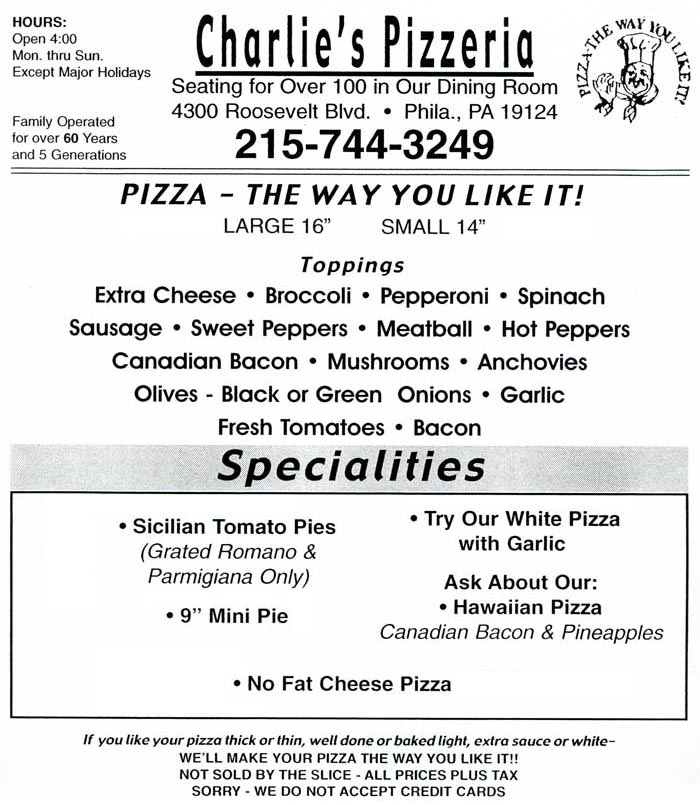 HOURS:
Open 4:00
Mon. thru Sun.
Except Major Holidays
Family Operated
for over 60 Years
and 5 Generations
Charlie's Pizzeria
Seating for Over 100 in Our Dining Room
4300 Roosevelt Blvd. • Phila., PA 19124
215-744-3249
PIZZA-THE WAY YOU LIKE IT!
PIZZA – THE WAY YOU LIKE IT!
LARGE 16" SMALL 14"
Toppings
Extra Cheese • Broccoli • Pepperoni • Spinach
Sausage • Sweet Peppers • Meatball • Hot Peppers
Canadian Bacon • Mushrooms • Anchovies
Olives - Black or Green Onions • Garlic
Fresh Tomatoes • Bacon
Specialities
• Sicilian Tomato Pies
(Grated Romano &
Parmigiana Only)
• 9" Mini Pie
• Try Our White Pizza
with Garlic
Ask About Our:
• Hawaiian Pizza
Canadian Bacon & Pineapples
• No Fat Cheese Pizza
If you like your pizza thick or thin, well done or baked light, extra sauce or white–
WE'LL MAKE YOUR PIZZA THE WAY YOU LIKE IT!!
NOT SOLD BY THE SLICE - ALL PRICES PLUS TAX
SORRY - WE DO NOT ACCEPT CREDIT CARDS